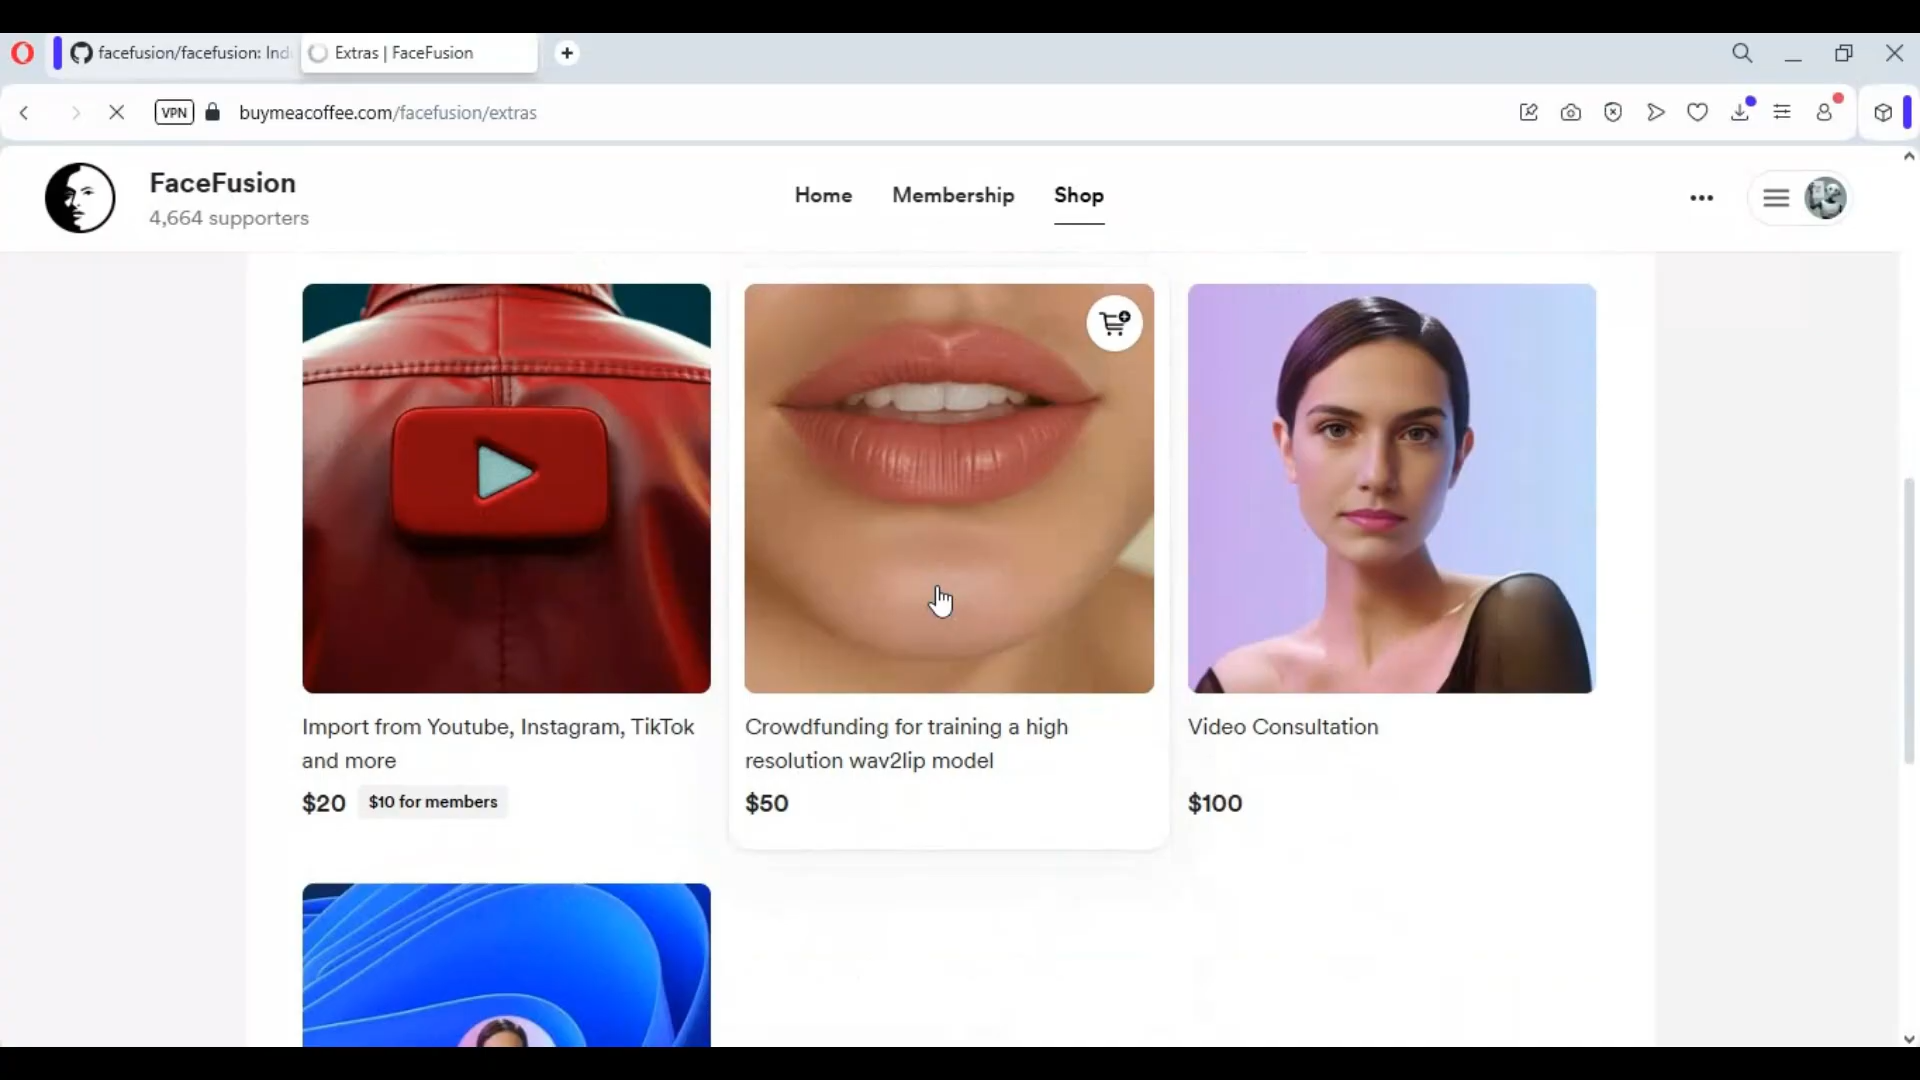 facefusion/facefusion: Ind
Extras | FaceFusion
VPN
buymeacoffee.com/facefusion/extras
FaceFusion
4,664 supporters
Home
Membership
Shop
Import from Youtube, Instagram, TikTok
and more
$20
$10 for members
Crowdfunding for training a high
resolution wav2lip model
$50
Video Consultation
$100